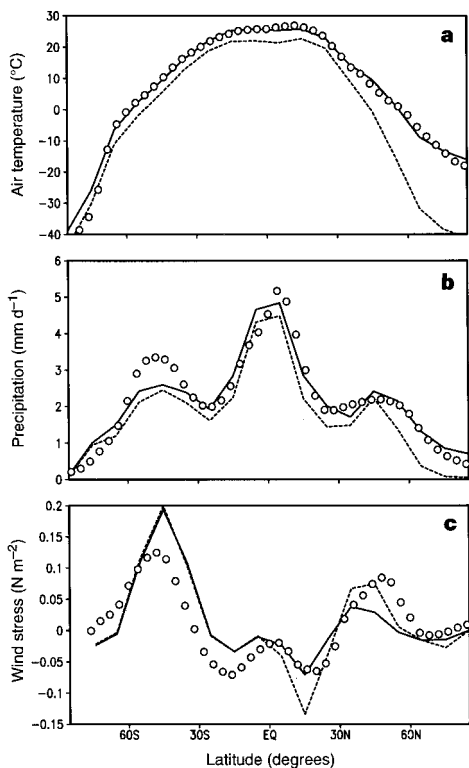 a
Air temperature (°C)
30
20
10
0
−10
−20
−30
−40
b
Precipitation (mm d⁻¹)
6
5
4
3
2
1
0
c
Wind stress (N m⁻²)
0.2
0.15
0.1
0.05
0
−0.05
−0.1
−0.15
60S 30S EQ 30N 60N
Latitude (degrees)